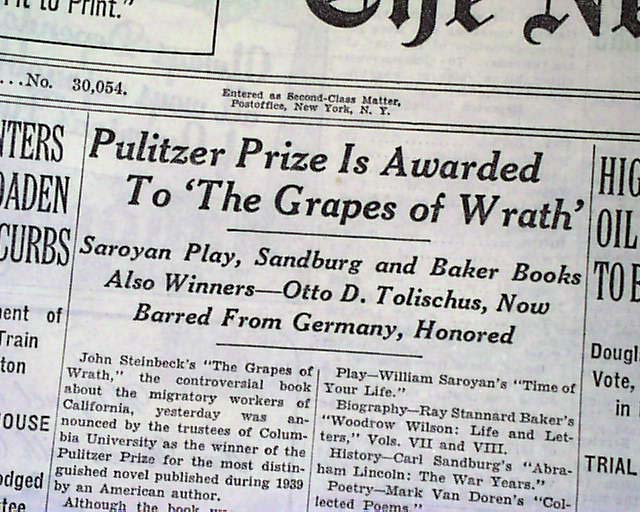 Fit to Print."
The Ne
...No. 30,054.
Entered as Second-Class Matter,
Postoffice, New York, N. Y.
NTERS
OADEN
CURBS
ent of
Train
ton
OUSE
odged
tee
Pulitzer Prize Is Awarded
To 'The Grapes of Wrath'
Saroyan Play, Sandburg and Baker Books
Also Winners—Otto D. Tolischus, Now
Barred From Germany, Honored
John Steinbeck's "The Grapes of
Wrath," the controversial book
about the migratory workers of
California, yesterday was an-
nounced by the trustees of Colum-
bia University as the winner of the
Pulitzer Prize for the most distin-
guished novel published during 1939
by an American author.
Although the book w
Play—William Saroyan's "Time of
Your Life."
Biography—Ray Stannard Baker's
"Woodrow Wilson: Life and Let-
ters," Vols. VII and VIII.
History—Carl Sandburg's "Abra-
ham Lincoln: The War Years."
Poetry—Mark Van Doren's "Col-
lected Poems."
HIG
OIL
TO B
Dougl
Vote,
in
TRIAL